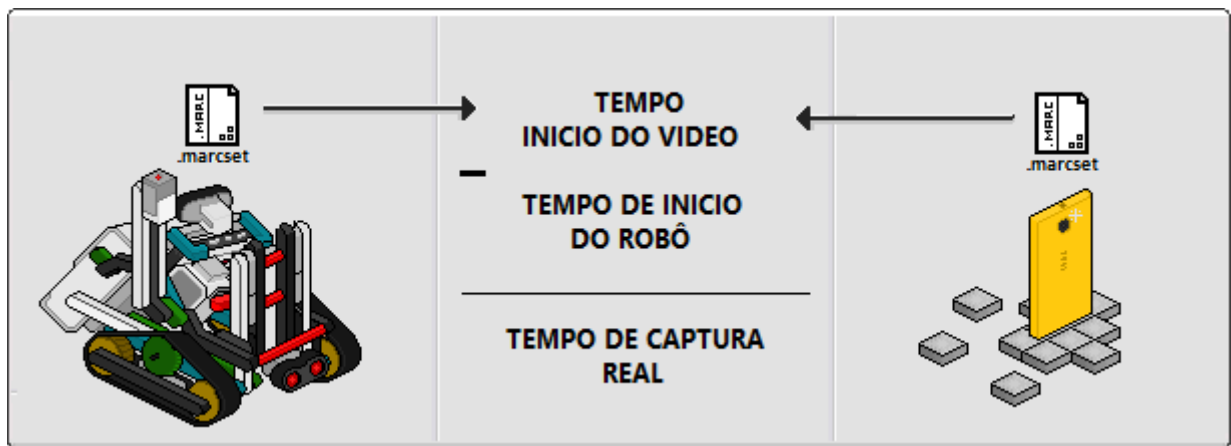 .MARC
.marcset
TEMPO
INICIO DO VIDEO
TEMPO DE INICIO
DO ROBÔ
TEMPO DE CAPTURA
REAL
.MARC
.marcset